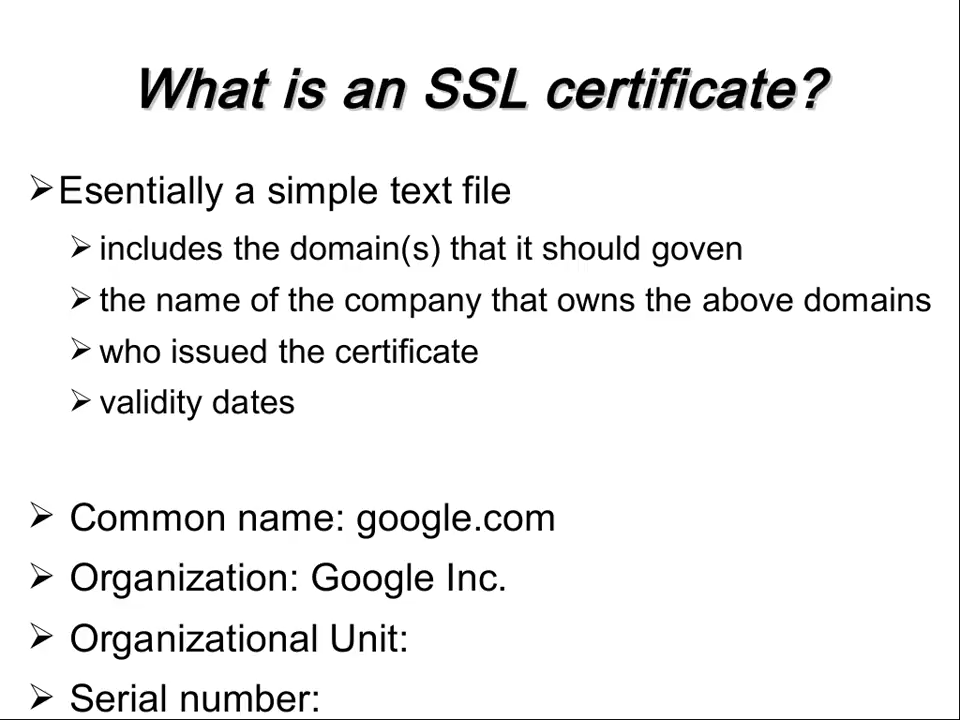 What is an SSL certificate?
Esentially a simple text file
includes the domain(s) that it should goven
the name of the company that owns the above domains
who issued the certificate
validity dates
Common name: google.com
Organization: Google Inc.
Organizational Unit:
Serial number: